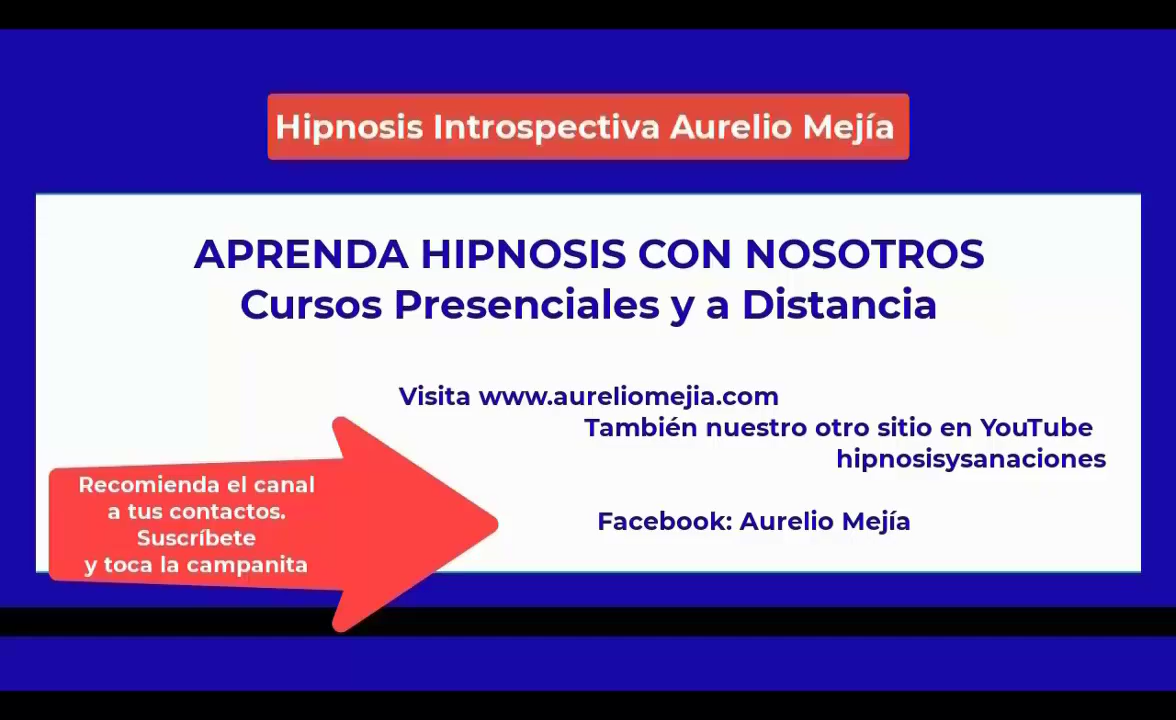 Hipnosis Introspectiva Aurelio Mejía
APRENDA HIPNOSIS CON NOSOTROS
Cursos Presenciales y a Distancia
Visita www.aureliomejia.com
También nuestro otro sitio en YouTube
hipnosisysanaciones
Recomienda el canal
a tus contactos.
Suscríbete
y toca la campanita
Facebook: Aurelio Mejía